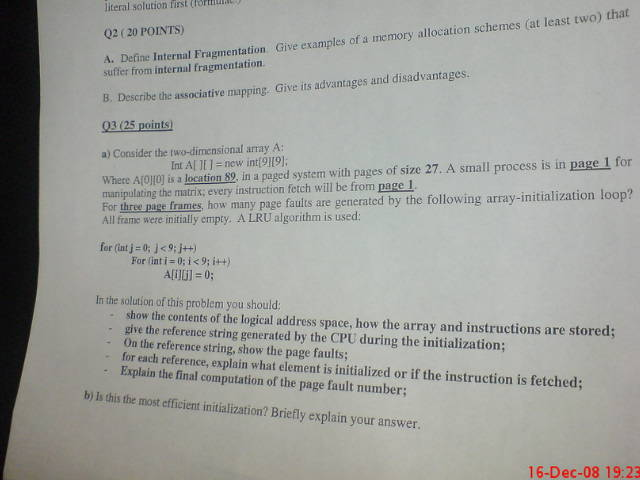 literal solution first
Q2 ( 20 POINTS)
A. Define Internal Fragmentation. Give examples of a memory allocation schemes (at least two) that
suffer from internal fragmentation.
B. Describe the associative mapping. Give its advantages and disadvantages.
Q3 (25 points)
a) Consider the two-dimensional array A:
Int A[ ][ ] = new int[9][9];
Where A[0][0] is a location 89, in a paged system with pages of size 27. A small process is in page 1 for
manipulating the matrix; every instruction fetch will be from page 1.
For three page frames, how many page faults are generated by the following array-initialization loop?
All frame were initially empty. A LRU algorithm is used:
for (int j = 0; j < 9; j++)
For (int i = 0; i < 9; i++)
A[i][j] = 0;
In the solution of this problem you should:
- show the contents of the logical address space, how the array and instructions are stored;
- give the reference string generated by the CPU during the initialization;
- On the reference string, show the page faults;
- for each reference, explain what element is initialized or if the instruction is fetched;
- Explain the final computation of the page fault number;
b) Is this the most efficient initialization? Briefly explain your answer.
16-Dec-08 19:23